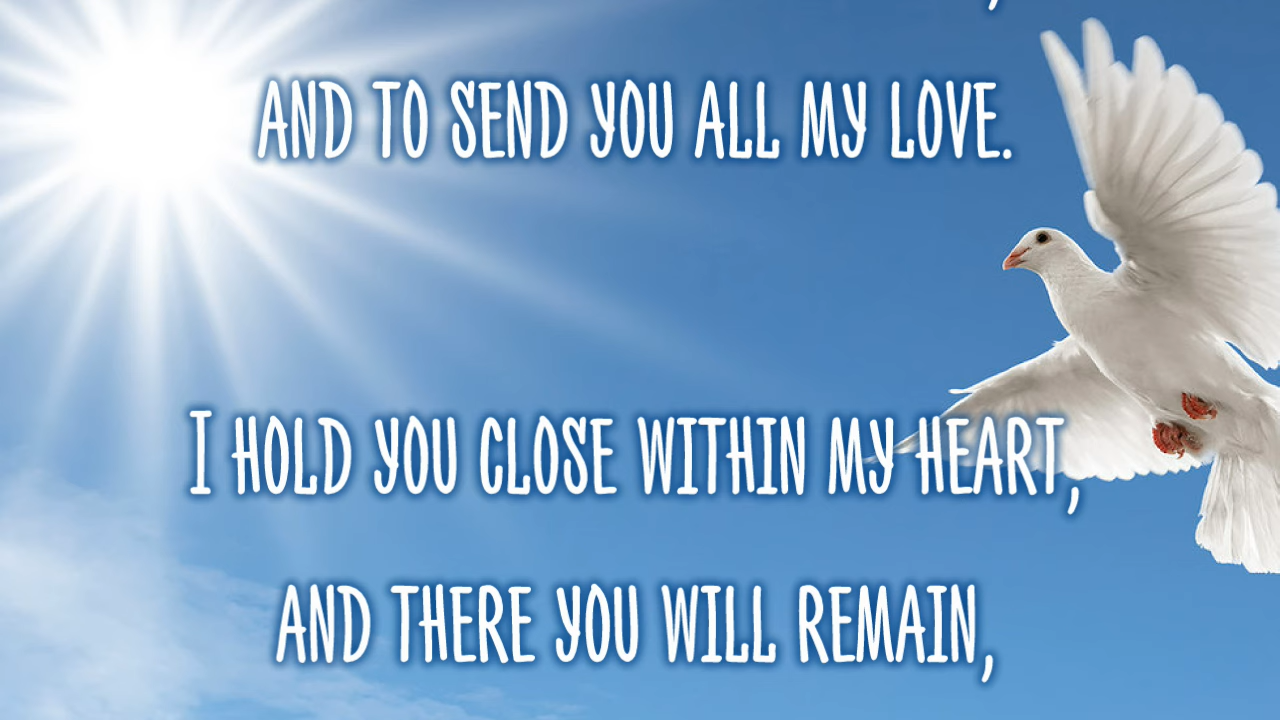 AND TO SEND YOU ALL MY LOVE.
I HOLD YOU CLOSE WITHIN MY HEART,
AND THERE YOU WILL REMAIN,